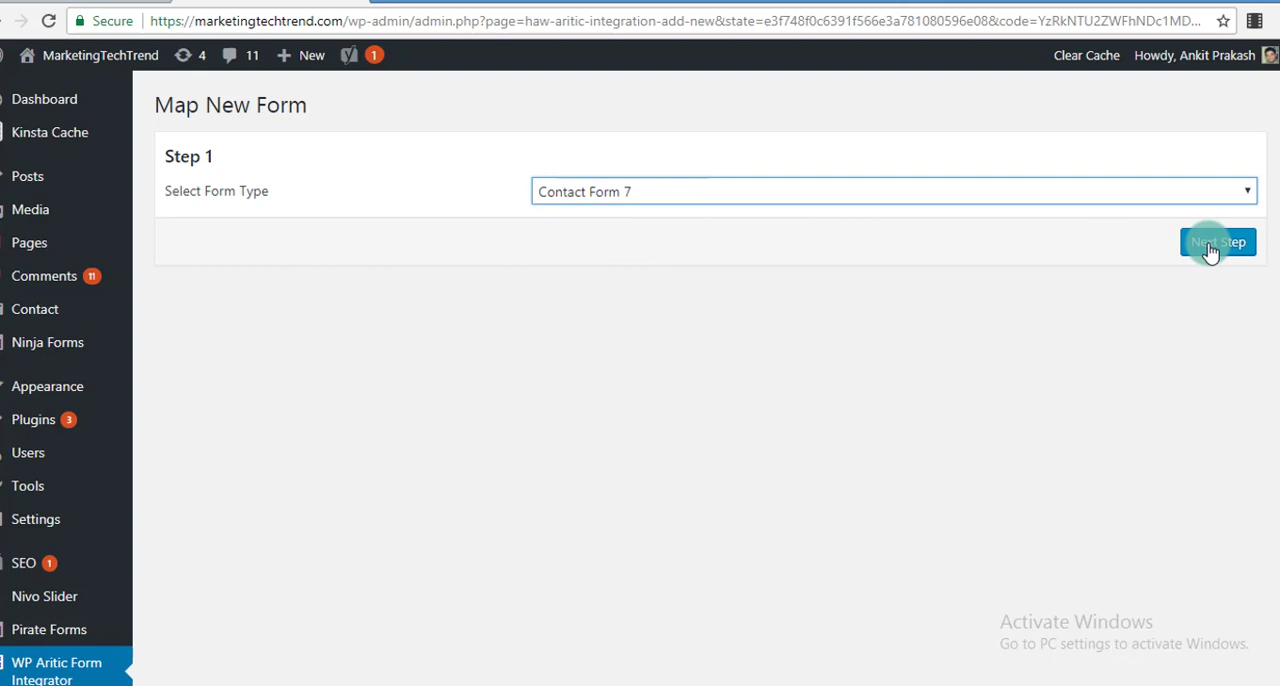 Secure https://marketingtechtrend.com/wp-admin/admin.php?page=haw-aritic-integration-add-new&state=e3f748f0c6391f566e3a781080596e08&code=YzRkNTU2ZWFhNDc1MD...
MarketingTechTrend 4 11 New 1 Clear Cache Howdy, Ankit Prakash
Dashboard
Kinsta Cache
Posts
Media
Pages
Comments 11
Contact
Ninja Forms
Appearance
Plugins 3
Users
Tools
Settings
SEO 1
Nivo Slider
Pirate Forms
WP Aritic Form
Integrator
Map New Form
Step 1
Select Form Type Contact Form 7
Next Step
Activate Windows
Go to PC settings to activate Windows.